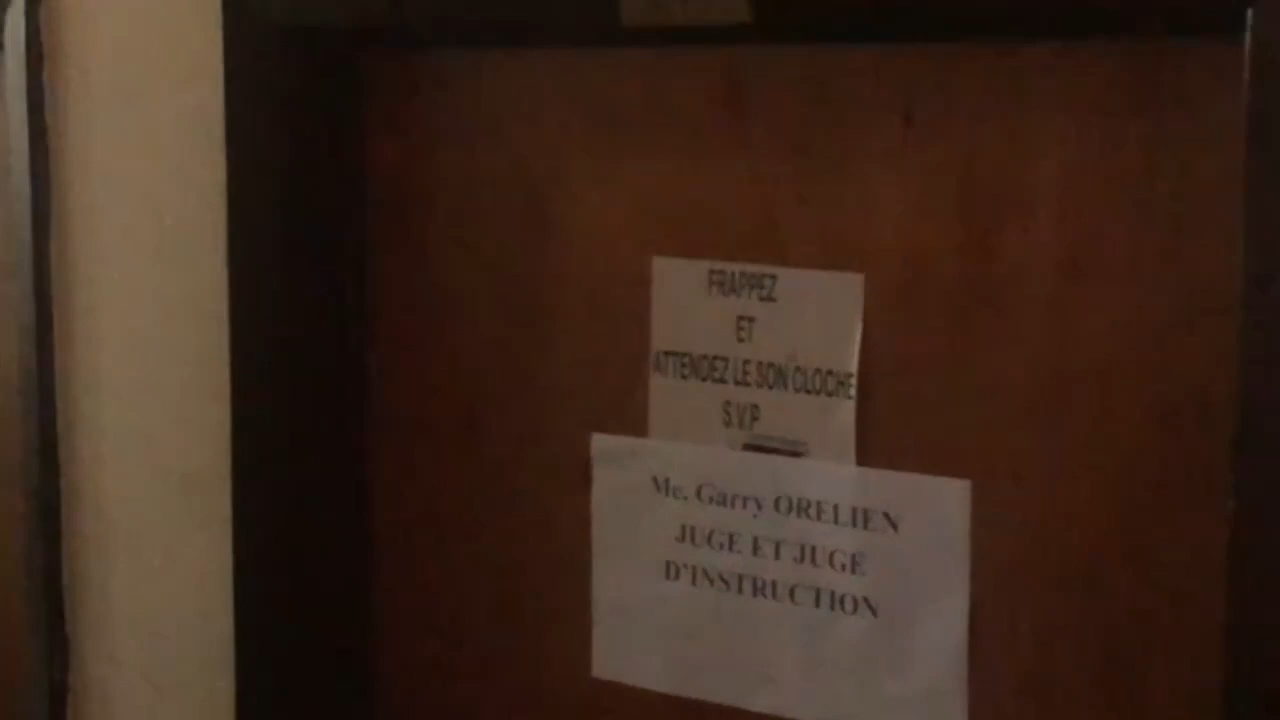 FRAPPEZ
ET
ATTENDEZ LE SON CLOCHE
S.V.P
Me. Garry ORELIEN
JUGE ET JUGE
D'INSTRUCTION